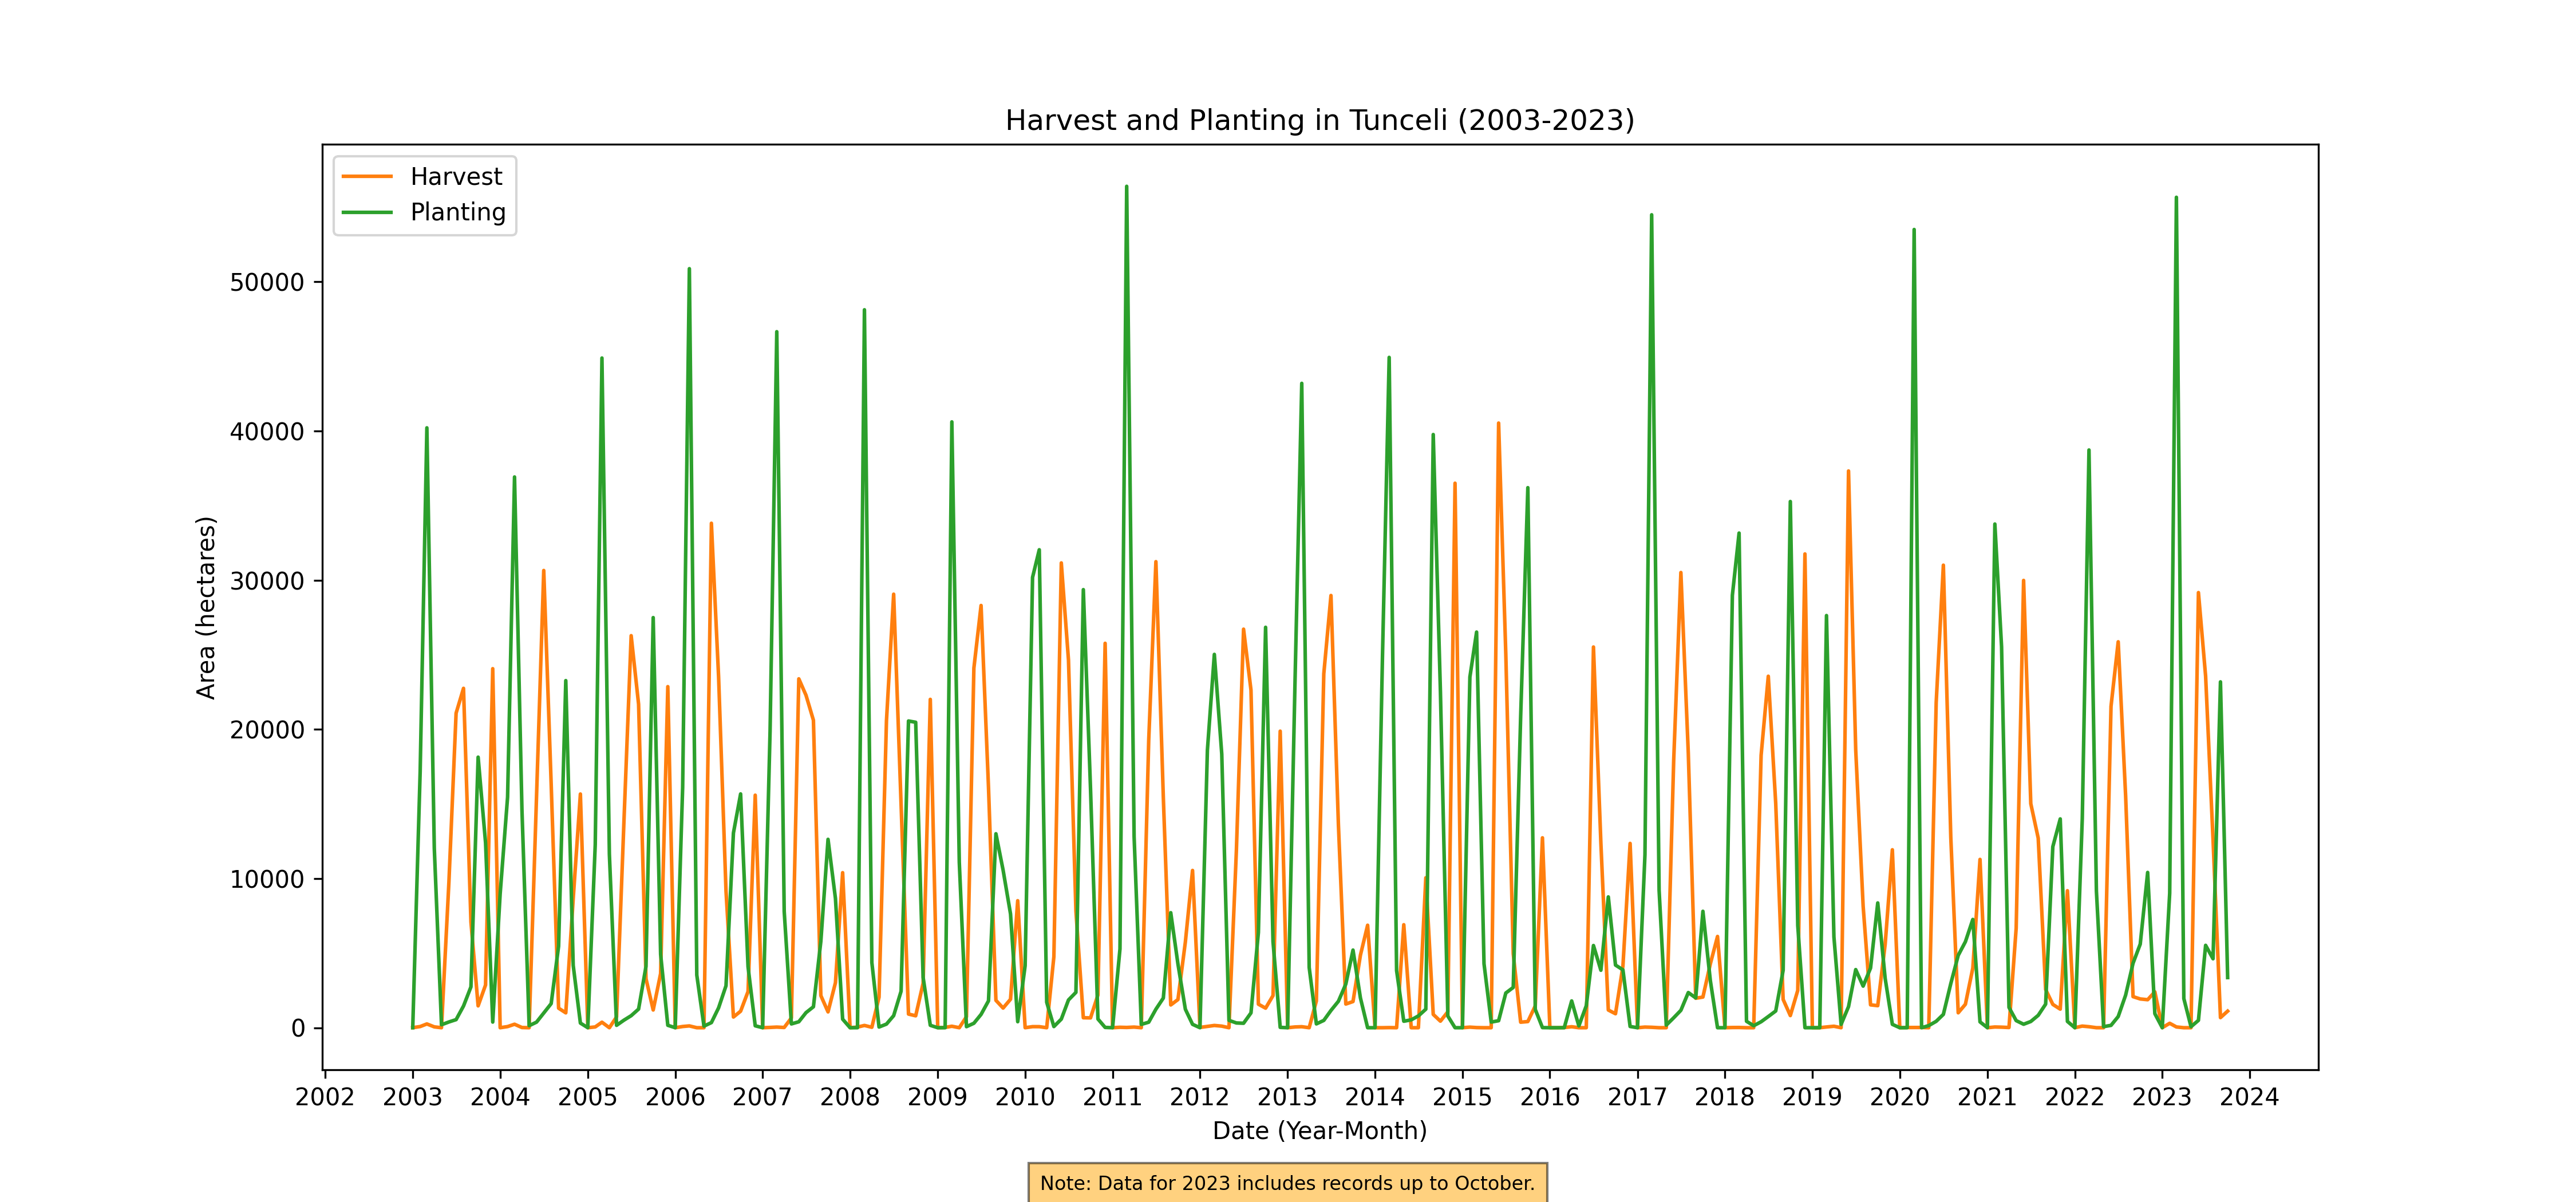 Harvest and Planting in Tunceli (2003-2023)
Harvest
Planting
50000
40000
30000
20000
10000
0
Area (hectares)
2002 2003 2004 2005 2006 2007 2008 2009 2010 2011 2012 2013 2014 2015 2016 2017 2018 2019 2020 2021 2022 2023 2024
Date (Year-Month)
Note: Data for 2023 includes records up to October.